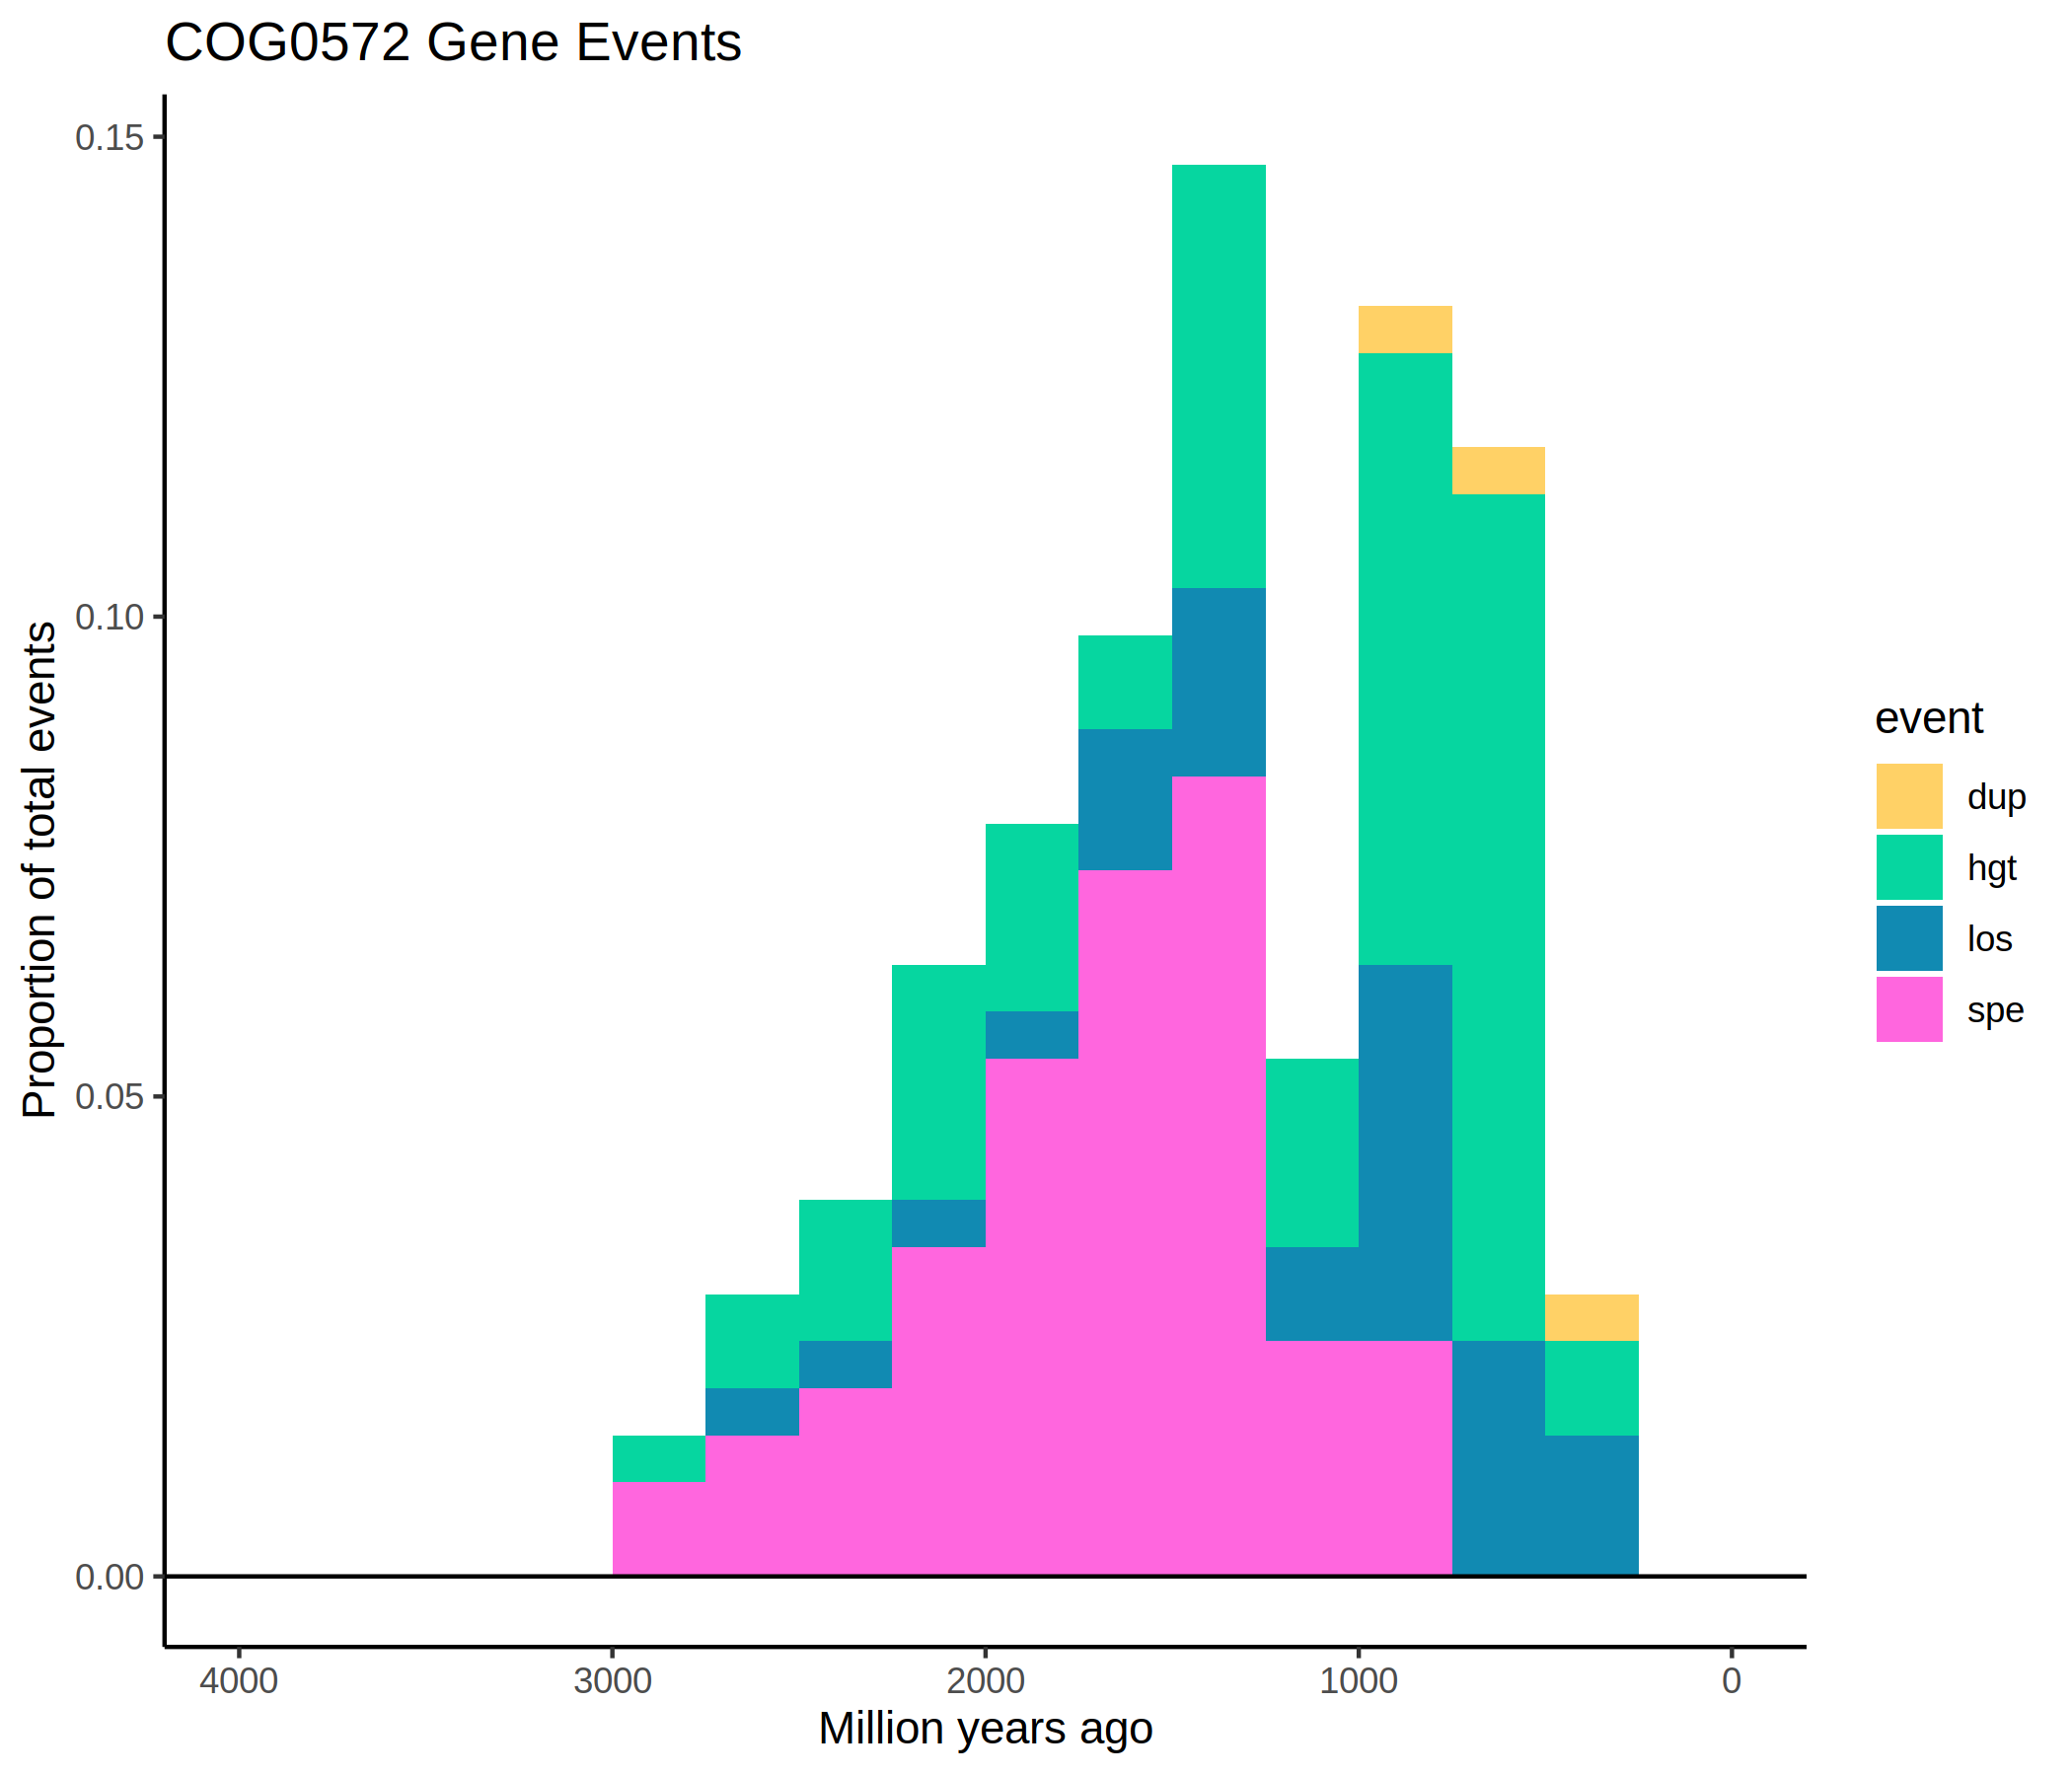 COG0572 Gene Events
0.15
0.10
0.05
0.00
Proportion of total events
4000 3000 2000 1000 0
Million years ago
event
dup
hgt
los
spe